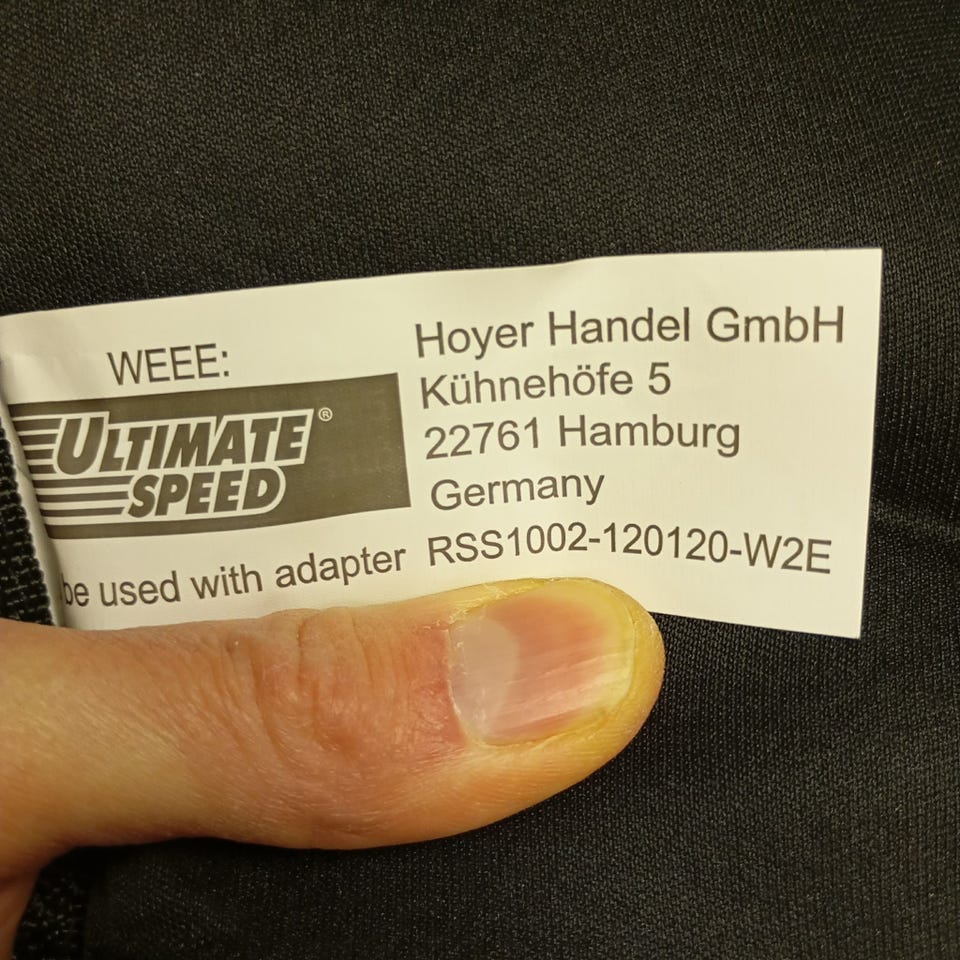 WEEE:
ULTIMATE
SPEED®
Hoyer Handel GmbH
Kühnehöfe 5
22761 Hamburg
Germany
be used with adapter RSS1002-120120-W2E